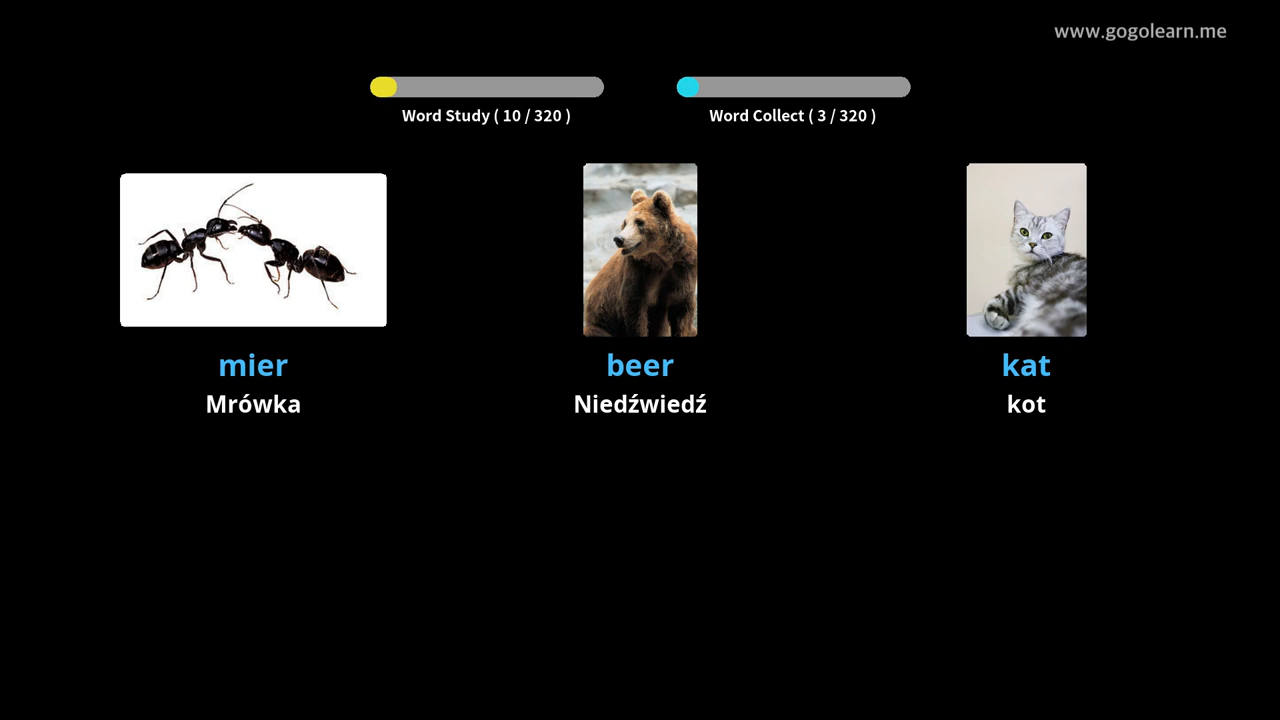 www.gogolearn.me
Word Study ( 10 / 320 )
Word Collect ( 3 / 320 )
mier
Mrówka
beer
Niedźwiedź
kat
kot